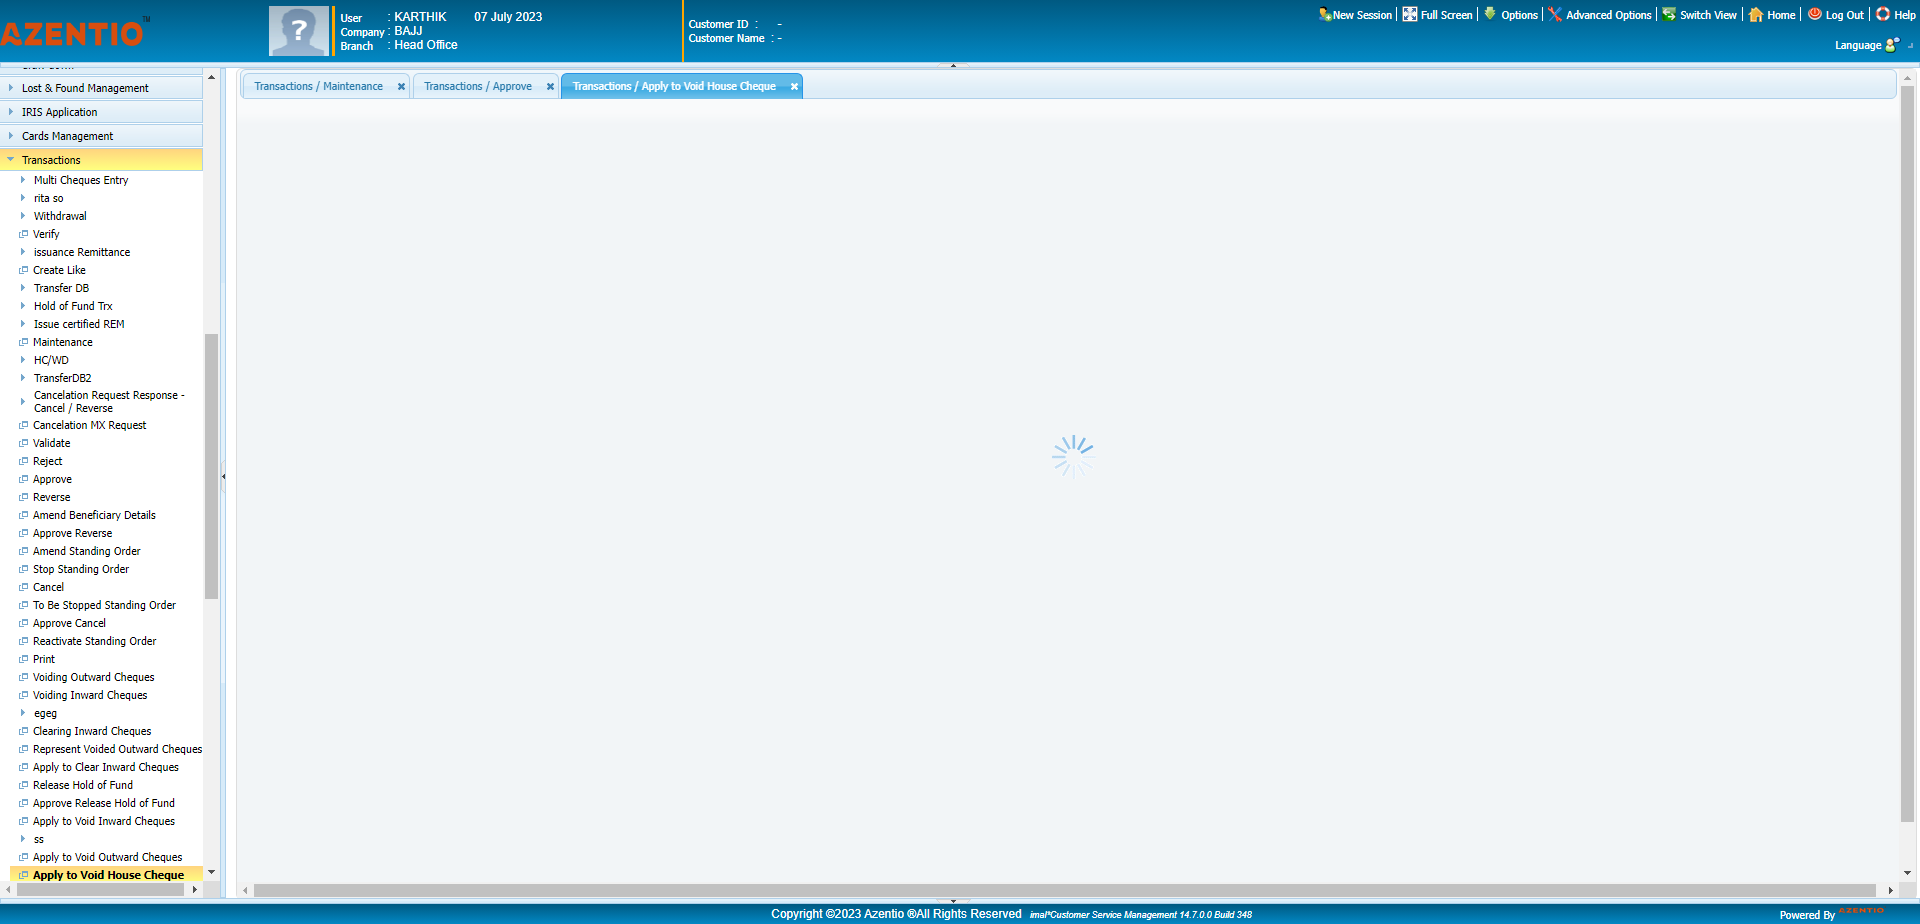 AZENTIO™
User : KARTHIK 07 July 2023
Company : BAJJ
Branch : Head Office
Customer ID : -
Customer Name : -
New Session Full Screen Options Advanced Options Switch View Home Log Out Help
Language
Lost & Found Management
IRIS Application
Cards Management
Transactions
Multi Cheques Entry
rita so
Withdrawal
Verify
issuance Remittance
Create Like
Transfer DB
Hold of Fund Trx
Issue certified REM
Maintenance
HC/WD
TransferDB2
Cancelation Request Response -
Cancel / Reverse
Cancelation MX Request
Validate
Reject
Approve
Reverse
Amend Beneficiary Details
Approve Reverse
Amend Standing Order
Stop Standing Order
Cancel
To Be Stopped Standing Order
Approve Cancel
Reactivate Standing Order
Print
Voiding Outward Cheques
Voiding Inward Cheques
egeg
Clearing Inward Cheques
Represent Voided Outward Cheques
Apply to Clear Inward Cheques
Release Hold of Fund
Approve Release Hold of Fund
Apply to Void Inward Cheques
ss
Apply to Void Outward Cheques
Apply to Void House Cheque
Transactions / Maintenance Transactions / Approve Transactions / Apply to Void House Cheque
?
Copyright ©2023 Azentio ®All Rights Reserved imal*Customer Service Management 14.7.0.0 Build 348
Powered By AZENTIO